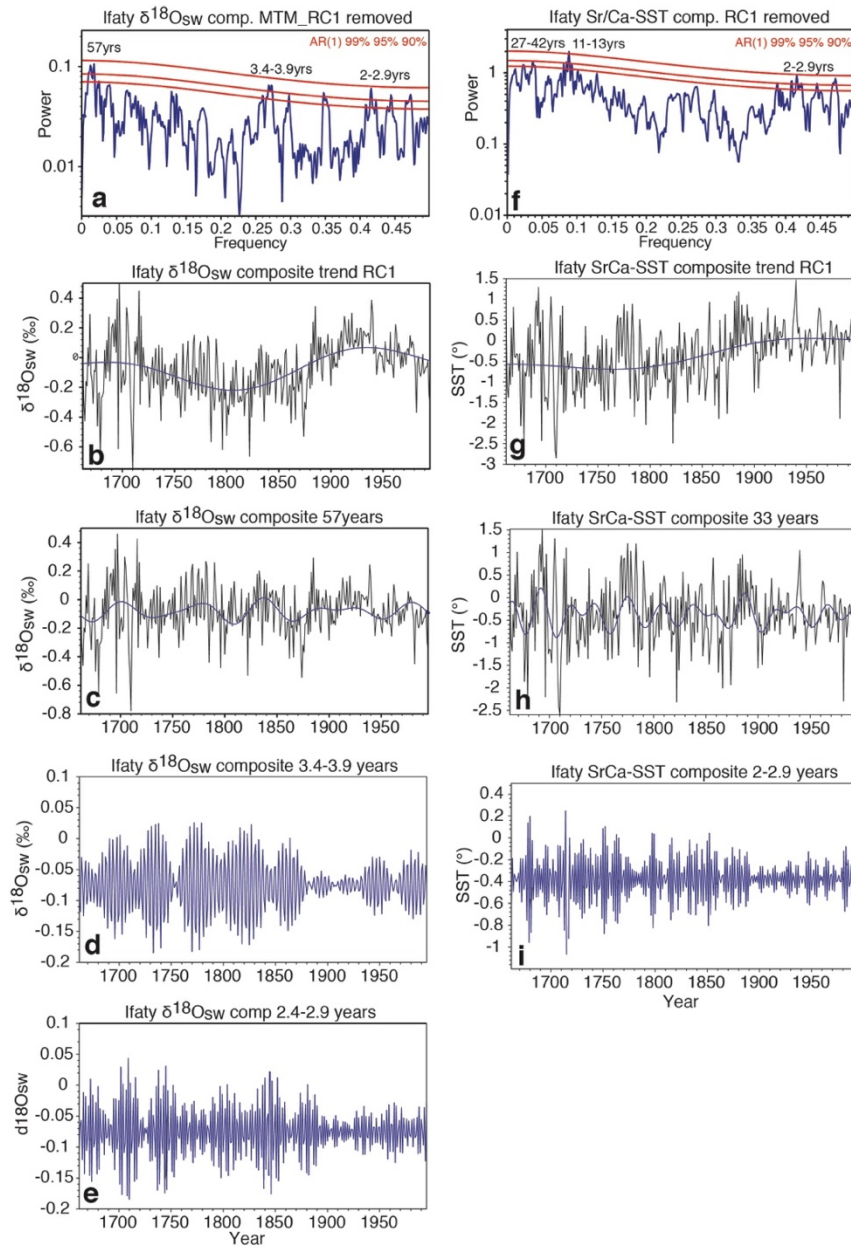 Ifaty δ18Osw comp. MTM_RC1 removed
57yrs
AR(1) 99% 95% 90%
3.4-3.9yrs
2-2.9yrs
0.1
0.01
Power
a
0 0.05 0.1 0.15 0.2 0.25 0.3 0.35 0.4 0.45
Frequency
Ifaty δ18Osw composite trend RC1
0.4
0.2
0
-0.2
-0.4
-0.6
δ18Osw (‰)
b
1700 1750 1800 1850 1900 1950
Ifaty δ18Osw composite 57years
0.4
0.2
0
-0.2
-0.4
-0.6
-0.8
δ18Osw (‰)
c
1700 1750 1800 1850 1900 1950
Ifaty δ18Osw composite 3.4-3.9 years
0.1
0.05
0
-0.05
-0.1
-0.15
-0.2
δ18Osw (‰)
d
1700 1750 1800 1850 1900 1950
Ifaty δ18Osw comp 2.4-2.9 years
0.1
0.05
0
-0.05
-0.1
-0.15
-0.2
d18Osw
e
1700 1750 1800 1850 1900 1950
Year
Ifaty Sr/Ca-SST comp. RC1 removed
27-42yrs 11-13yrs
AR(1) 99% 95% 90%
2-2.9yrs
1
0.1
0.01
Power
f
0 0.05 0.1 0.15 0.2 0.25 0.3 0.35 0.4 0.45
Frequency
Ifaty SrCa-SST composite trend RC1
1.5
1
0.5
0
-0.5
-1
-1.5
-2
-2.5
-3
SST (°)
g
1700 1750 1800 1850 1900 1950
Ifaty SrCa-SST composite 33 years
1.5
1
0.5
0
-0.5
-1
-1.5
-2
-2.5
SST (°)
h
1700 1750 1800 1850 1900 1950
Ifaty SrCa-SST composite 2-2.9 years
0.4
0.2
0
-0.2
-0.4
-0.6
-0.8
-1
SST (°)
i
1700 1750 1800 1850 1900 1950
Year